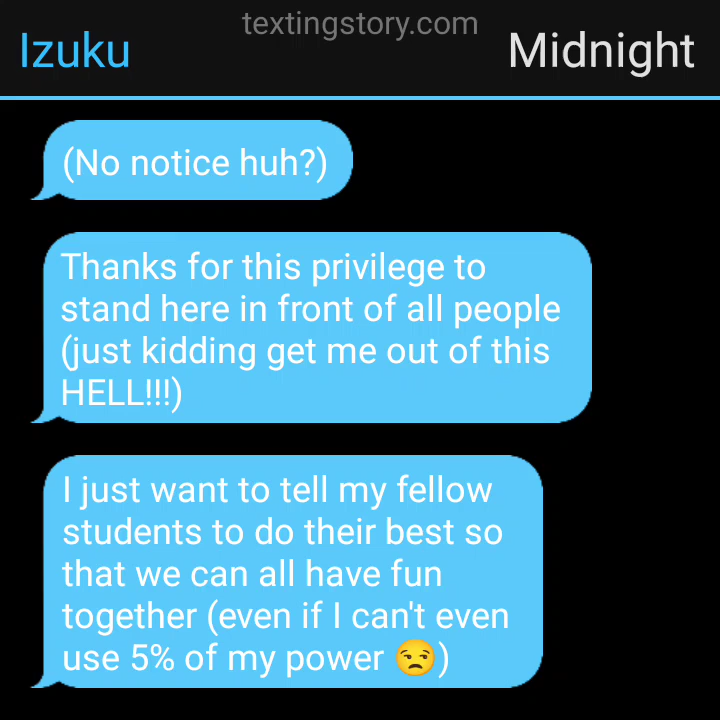 textingstory.com
Izuku
Midnight
(No notice huh?)
Thanks for this privilege to
stand here in front of all people
(just kidding get me out of this
HELL!!!)
I just want to tell my fellow
students to do their best so
that we can all have fun
together (even if I can't even
use 5% of my power 😒)